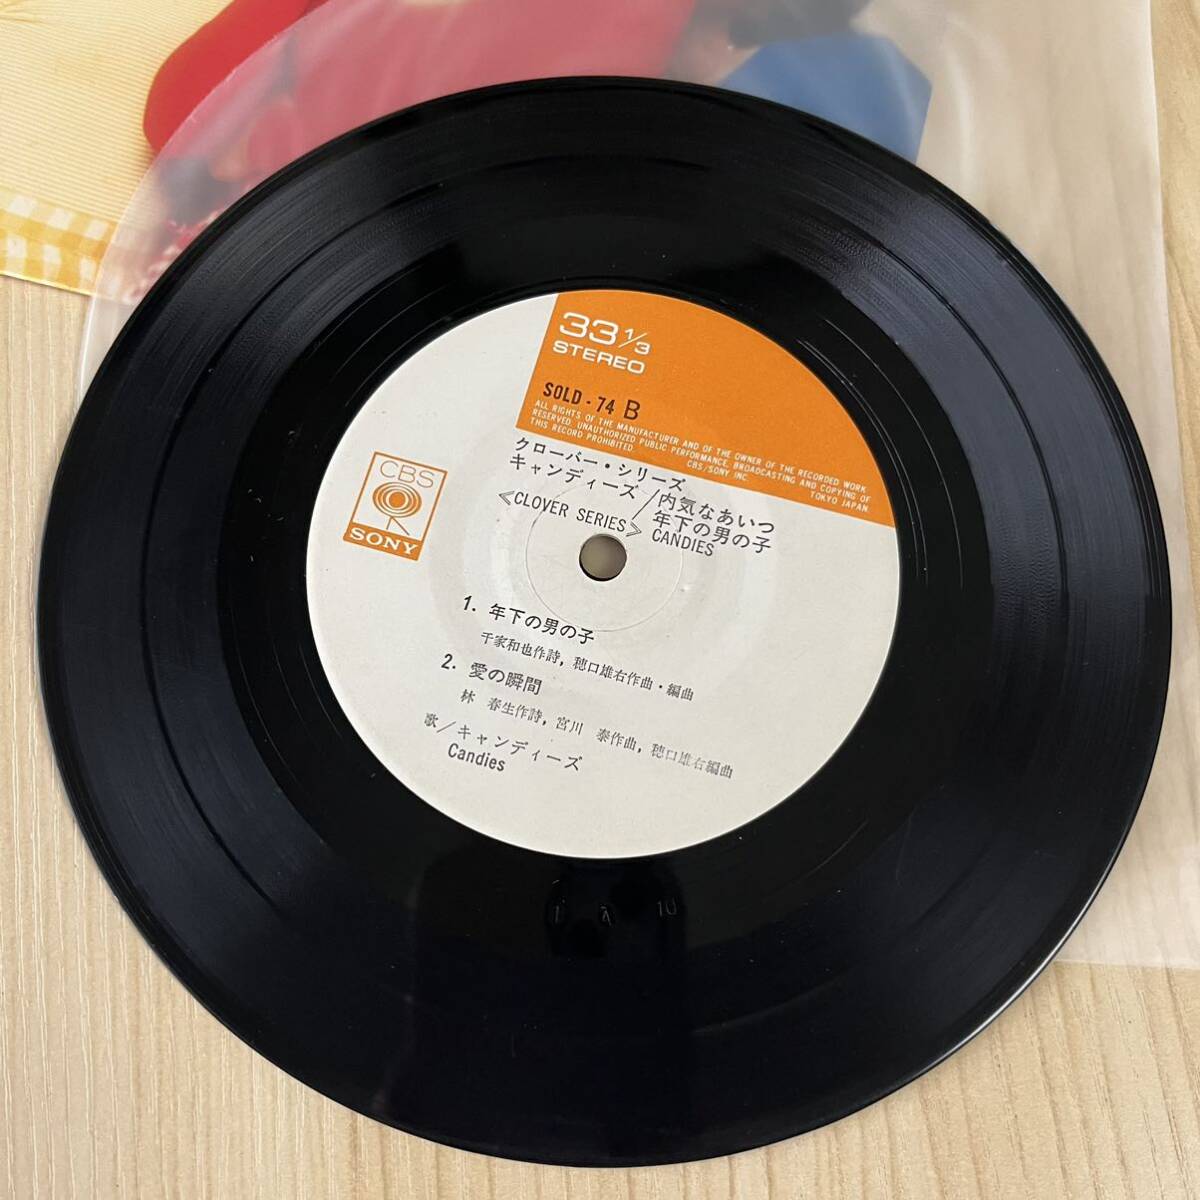 33 1/3
STEREO
SOLD-74 B
ALL RIGHTS OF THE MANUFACTURER AND OF THE OWNER OF THE RECORDED WORK
RESERVED. UNAUTHORIZED PUBLIC PERFORMANCE, BROADCASTING AND COPYING OF
THIS RECORD PROHIBITED. CBS/SONY INC. TOKYO JAPAN
CBS
SONY
クローバー・シリーズ
キャンディーズ/内気なあいつ
年下の男の子
≪CLOVER SERIES≫ CANDIES
1. 年下の男の子
千家和也作詩, 穂口雄右作曲・編曲
2. 愛の瞬間
林 春生作詩, 宮川 泰作曲, 穂口雄右編曲
歌/キャンディーズ
Candies
1 A 10